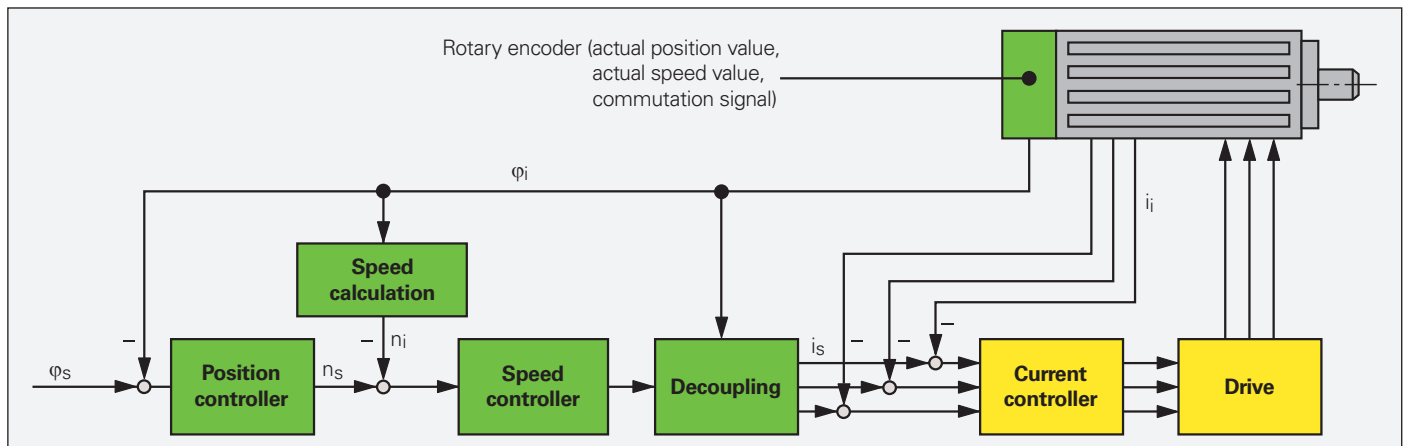 Rotary encoder (actual position value,
actual speed value,
commutation signal)
φi
ii
Speed
calculation
–
–
ni
is
–
–
–
φs
Position
controller
ns
Speed
controller
Decoupling
Current
controller
Drive